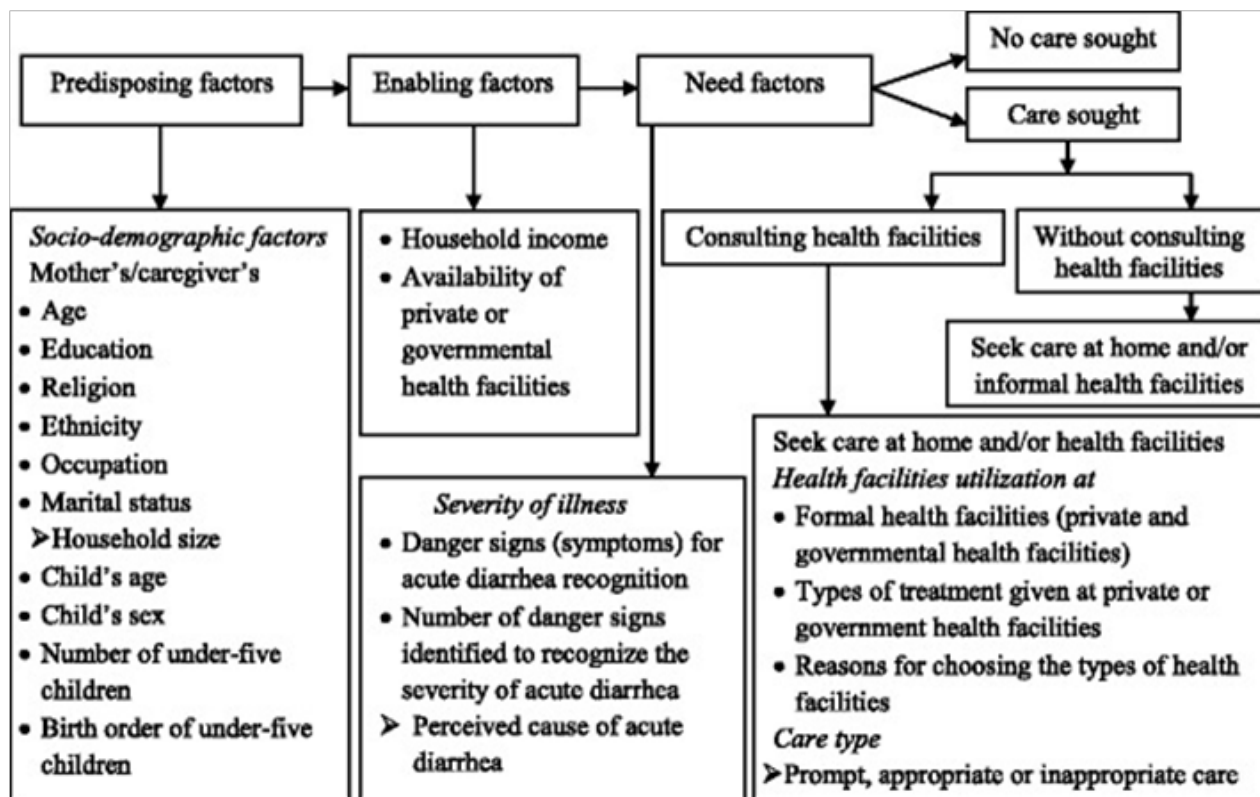 Predisposing factors
Enabling factors
Need factors
No care sought
Care sought
Socio-demographic factors
Mother's/caregiver's
• Age
• Education
• Religion
• Ethnicity
• Occupation
• Marital status
➢Household size
• Child's age
• Child's sex
• Number of under-five
children
• Birth order of under-five
children
• Household income
• Availability of
private or
governmental
health facilities
Severity of illness
• Danger signs (symptoms) for
acute diarrhea recognition
• Number of danger signs
identified to recognize the
severity of acute diarrhea
➢ Perceived cause of acute
diarrhea
Consulting health facilities
Without consulting
health facilities
Seek care at home and/or
informal health facilities
Seek care at home and/or health facilities
Health facilities utilization at
• Formal health facilities (private and
governmental health facilities)
• Types of treatment given at private or
government health facilities
• Reasons for choosing the types of health
facilities
Care type
➢Prompt, appropriate or inappropriate care